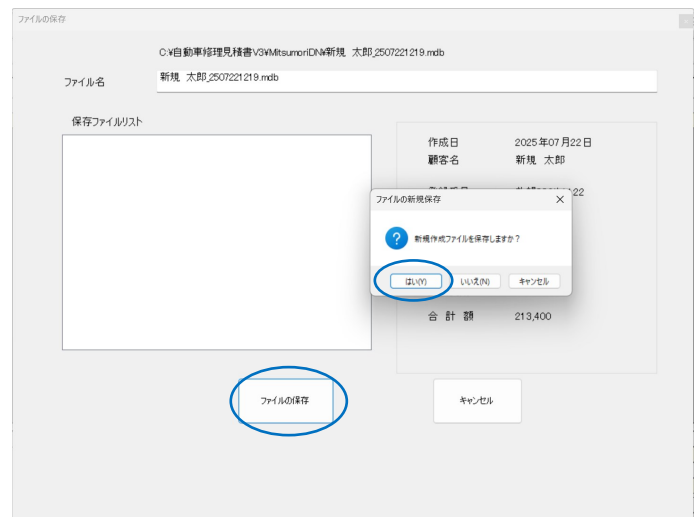 ファイルの保存
C:¥自動車修理見積書V3¥MitsumoriDN¥新規 太郎_2507221219.mdb
ファイル名 新規 太郎_2507221219.mdb
保存ファイルリスト
作成日 2025年07月22日
顧客名 新規 太郎
22
ファイルの新規保存
新規作成ファイルを保存しますか?
はい(Y) いいえ(N) キャンセル
合 計 額 213,400
ファイルの保存 キャンセル